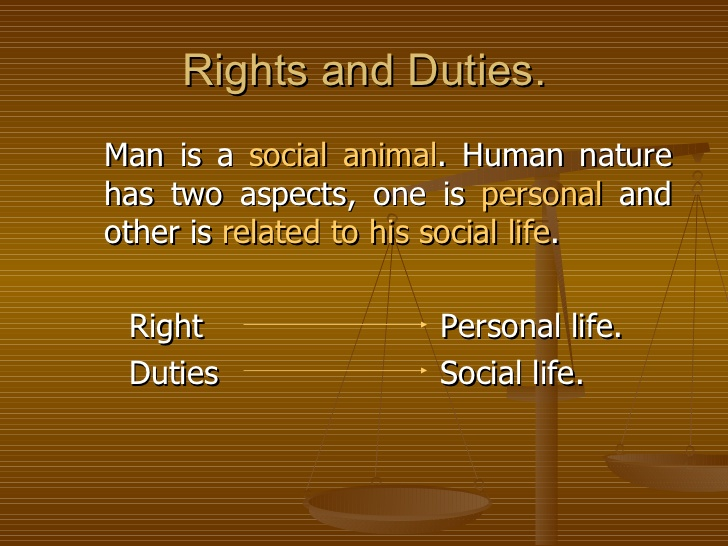 Rights and Duties.
Man is a social animal. Human nature
has two aspects, one is personal and
other is related to his social life.
Right Personal life.
Duties Social life.